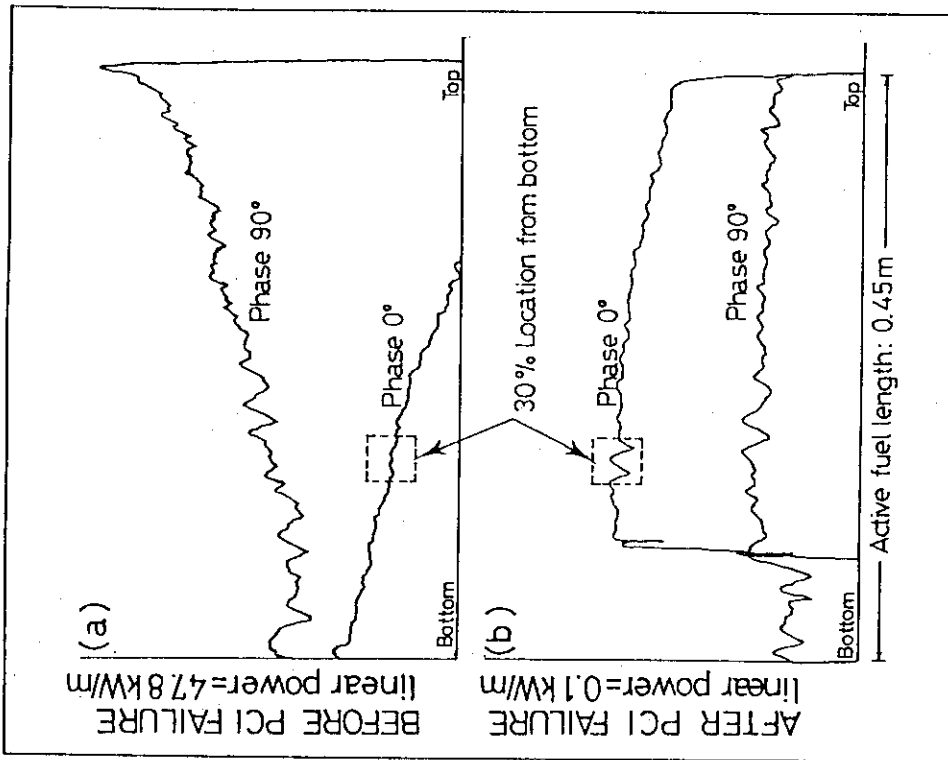 BEFORE PCI FAILURE
linear power=47.8 kW/m
(a)
Phase 90°
Phase 0°
Bottom
Top
30% Location from bottom
AFTER PCI FAILURE
linear power=0.1 kW/m
(b)
Phase 0°
Phase 90°
Bottom
Top
Active fuel length: 0.45m